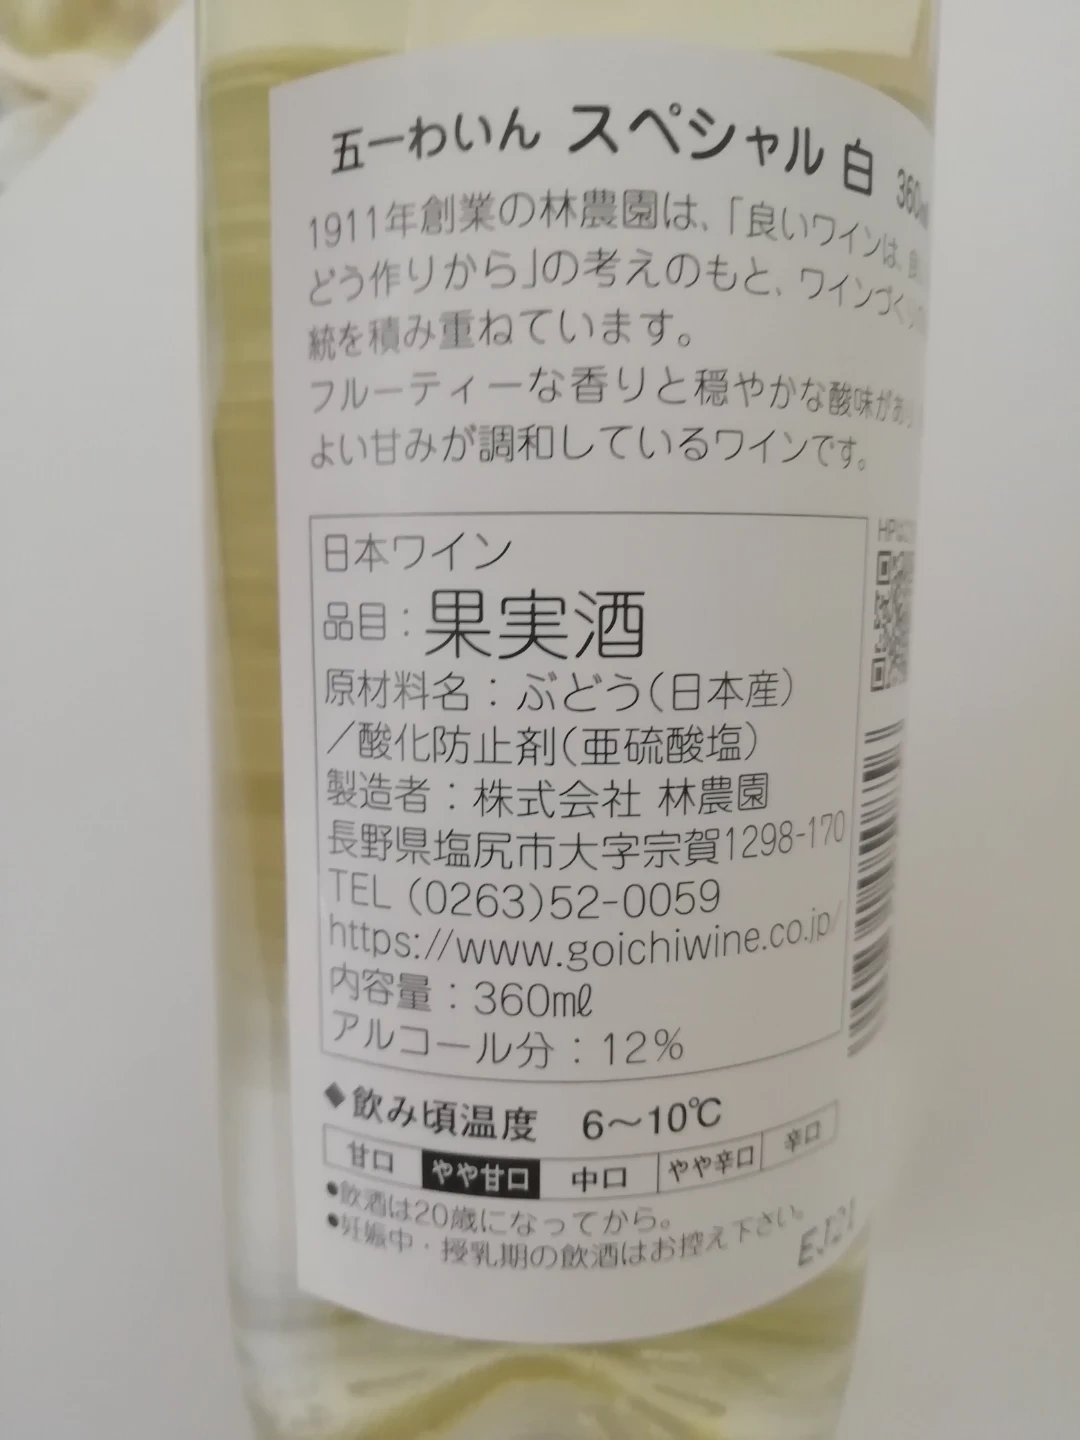 五一わいん スペシャル 白 360ml
1911年創業の林農園は、「良いワインは、
どう作りから」の考えのもと、ワインづくり
統を積み重ねています。
フルーティーな香りと穏やかな酸味があり
よい甘みが調和しているワインです。
日本ワイン
品目：果実酒
原材料名：ぶどう（日本産）
／酸化防止剤（亜硫酸塩）
製造者：株式会社 林農園
長野県塩尻市大字宗賀1298-170
TEL (0263)52-0059
https://www.goichiwine.co.jp/
内容量：360mℓ
アルコール分：12%
HPは
◆飲み頃温度 6～10℃
甘口 やや甘口 中口 やや辛口 辛口
●飲酒は20歳になってから。
●妊娠中・授乳期の飲酒はお控え下さい。